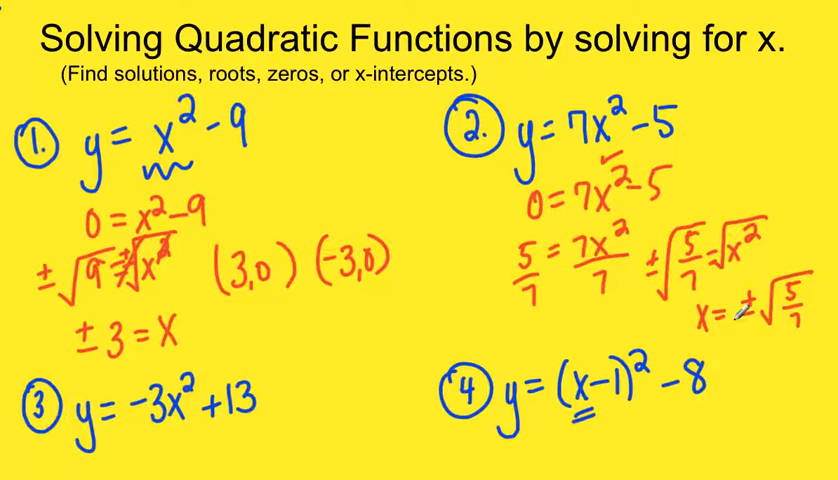 Solving Quadratic Functions by solving for x.
(Find solutions, roots, zeros, or x-intercepts.)
1. y = x² - 9
0 = x² - 9
± √9 = √x²
± 3 = x
(3,0) (-3,0)
2. y = 7x² - 5
0 = 7x² - 5
5/7 = 7x²/7
± √5/7 = √x²
x = ± √5/7
3 y = -3x² + 13
4 y = (x - 1)² - 8